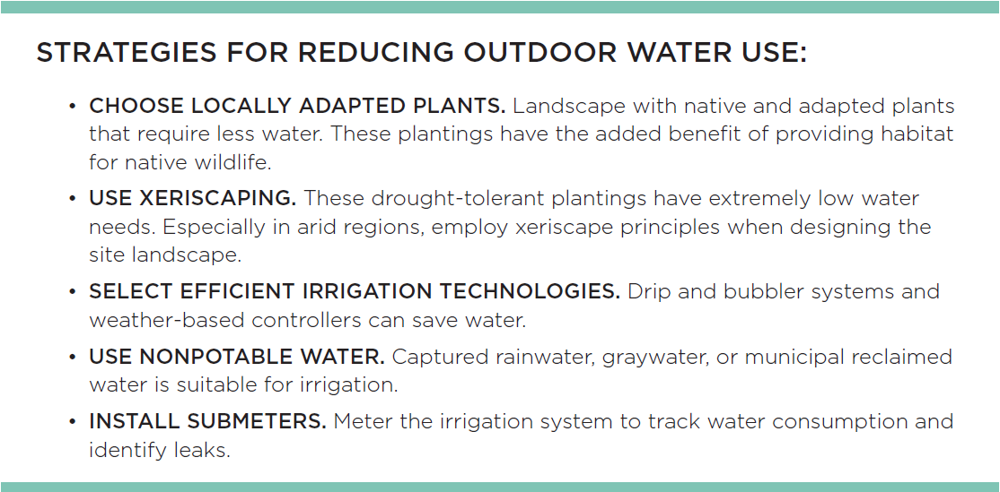 STRATEGIES FOR REDUCING OUTDOOR WATER USE:
• CHOOSE LOCALLY ADAPTED PLANTS. Landscape with native and adapted plants
that require less water. These plantings have the added benefit of providing habitat
for native wildlife.
• USE XERISCAPING. These drought-tolerant plantings have extremely low water
needs. Especially in arid regions, employ xeriscape principles when designing the
site landscape.
• SELECT EFFICIENT IRRIGATION TECHNOLOGIES. Drip and bubbler systems and
weather-based controllers can save water.
• USE NONPOTABLE WATER. Captured rainwater, graywater, or municipal reclaimed
water is suitable for irrigation.
• INSTALL SUBMETERS. Meter the irrigation system to track water consumption and
identify leaks.